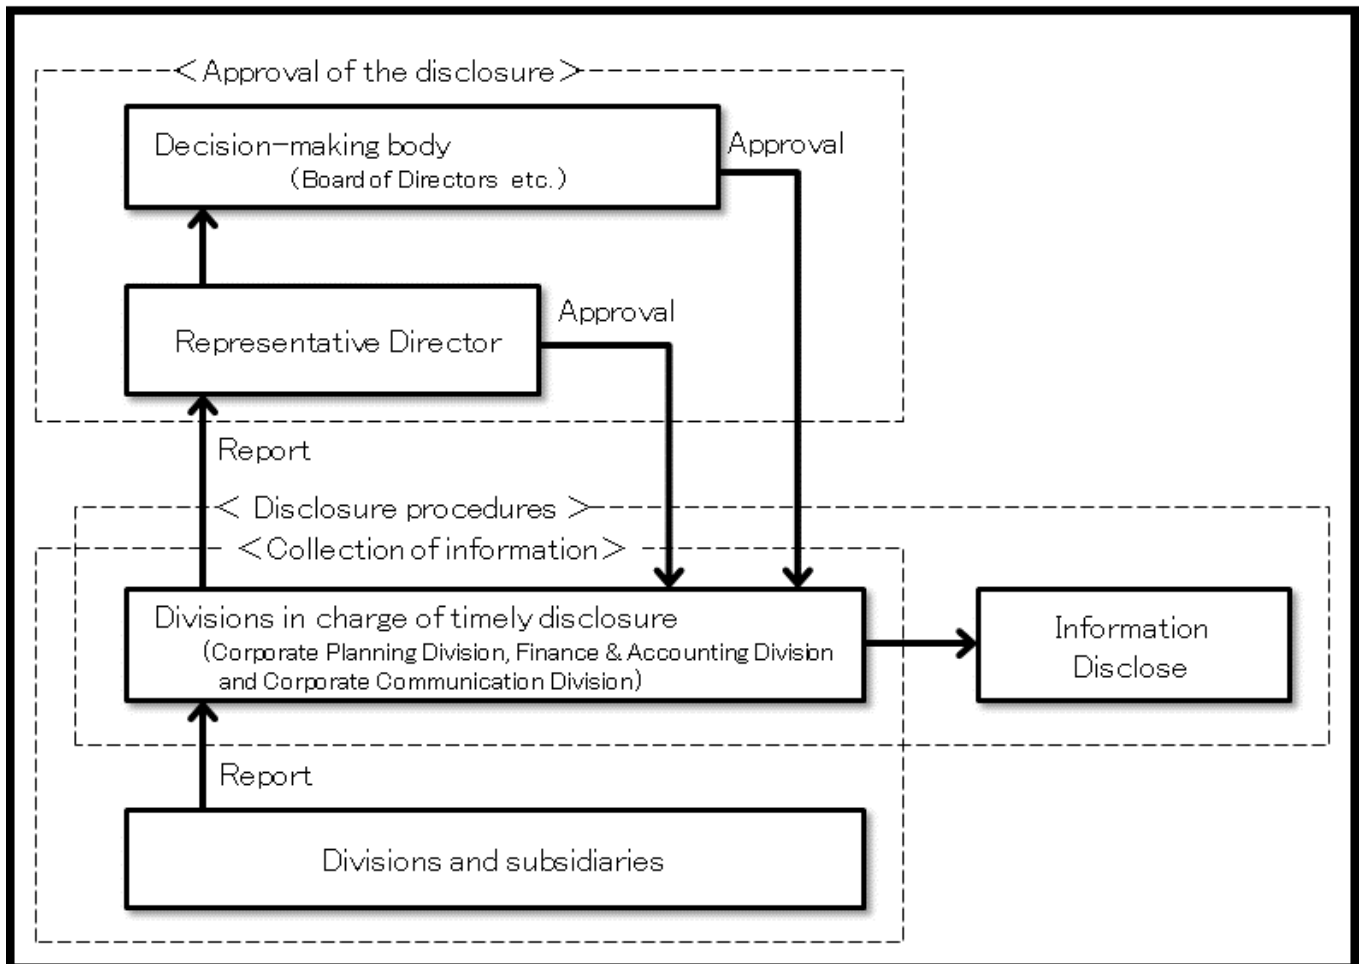 ＜Approval of the disclosure＞
Decision-making body
(Board of Directors etc.)
Approval
Representative Director
Approval
Report
＜ Disclosure procedures ＞
＜Collection of information＞
Divisions in charge of timely disclosure
(Corporate Planning Division, Finance & Accounting Division
and Corporate Communication Division)
Information
Disclose
Report
Divisions and subsidiaries